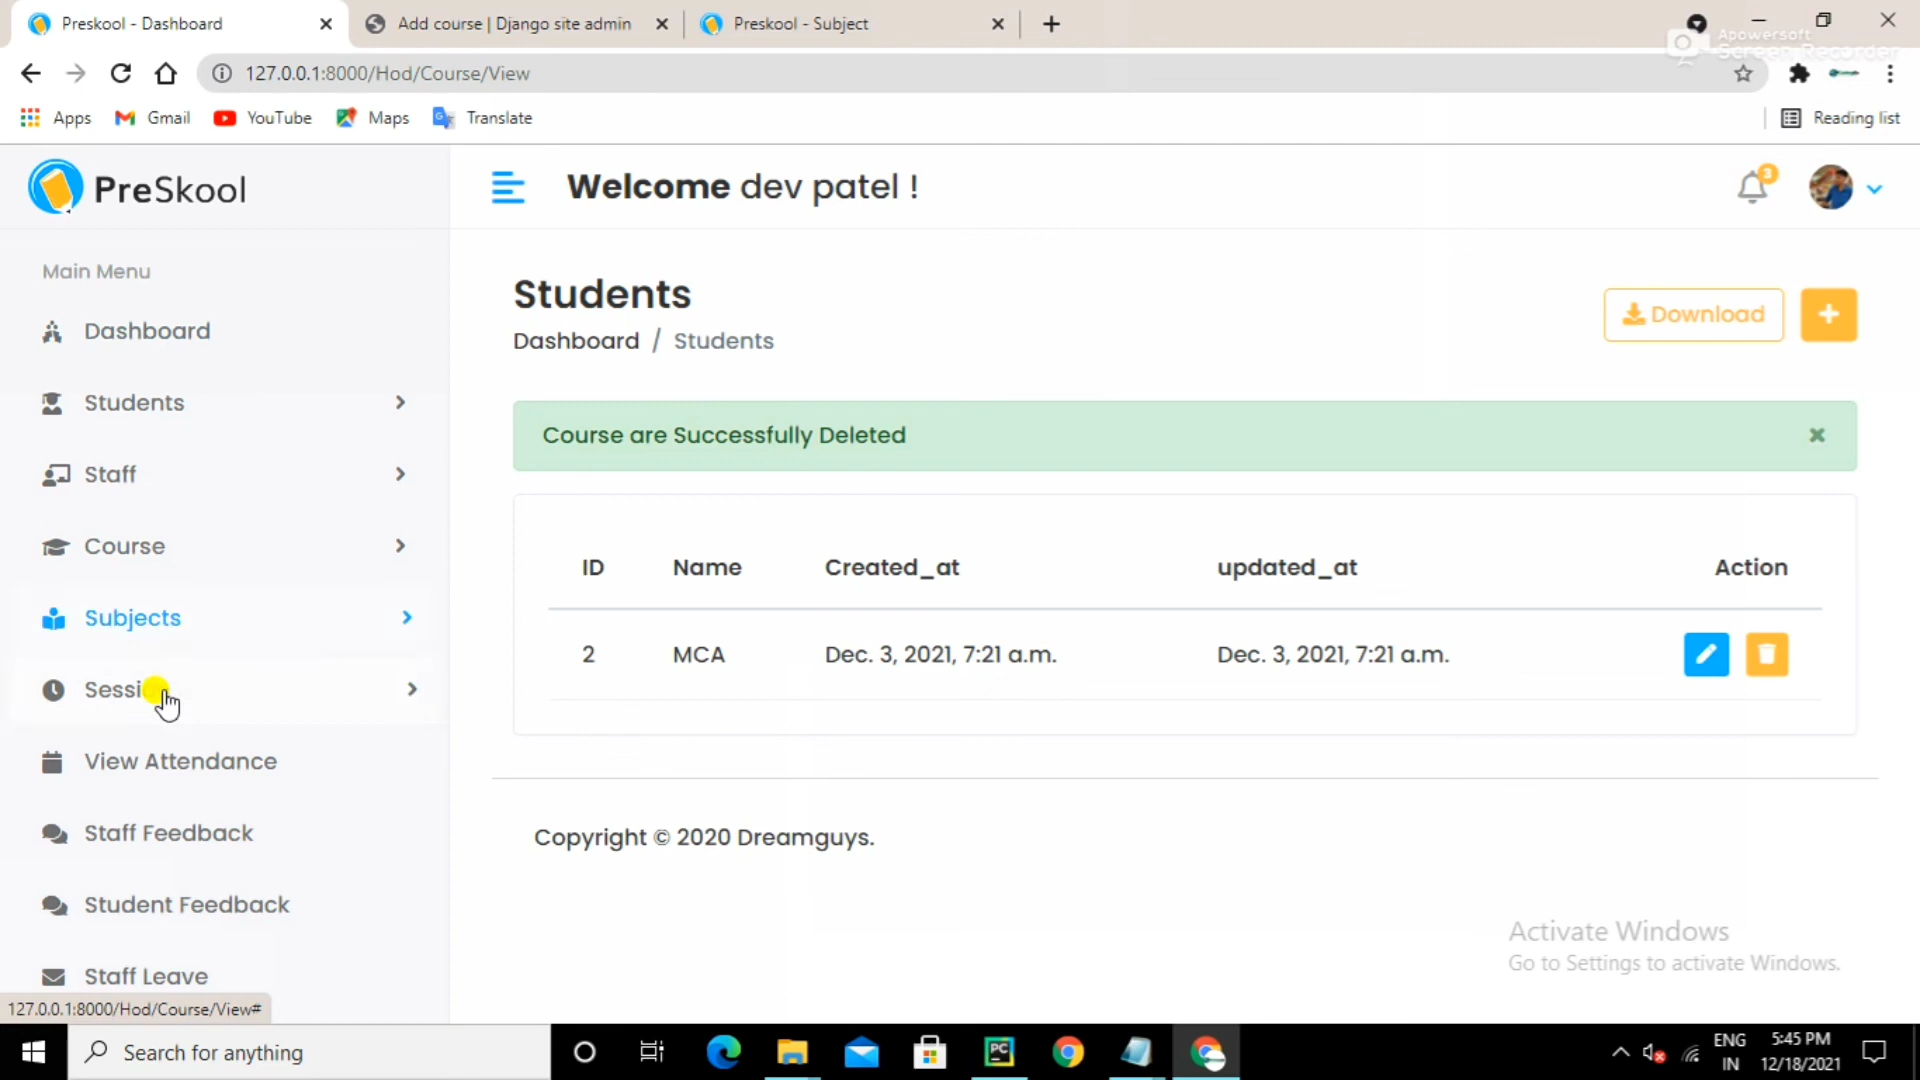 Preskool - Dashboard
Add course | Django site admin
Preskool - Subject
Apowersoft
Screen Recorder
127.0.0.1:8000/Hod/Course/View
Apps
Gmail
YouTube
Maps
Translate
Reading list
PreSkool
Welcome dev patel !
3
Main Menu
Dashboard
Students
Staff
Course
Subjects
Sessi
View Attendance
Staff Feedback
Student Feedback
Staff Leave
Students
Dashboard / Students
Download
Course are Successfully Deleted
ID Name Created_at updated_at Action
2 MCA Dec. 3, 2021, 7:21 a.m. Dec. 3, 2021, 7:21 a.m.
Copyright © 2020 Dreamguys.
Activate Windows
Go to Settings to activate Windows.
127.0.0.1:8000/Hod/Course/View#
Search for anything
PC
ENG
IN
5:45 PM
12/18/2021